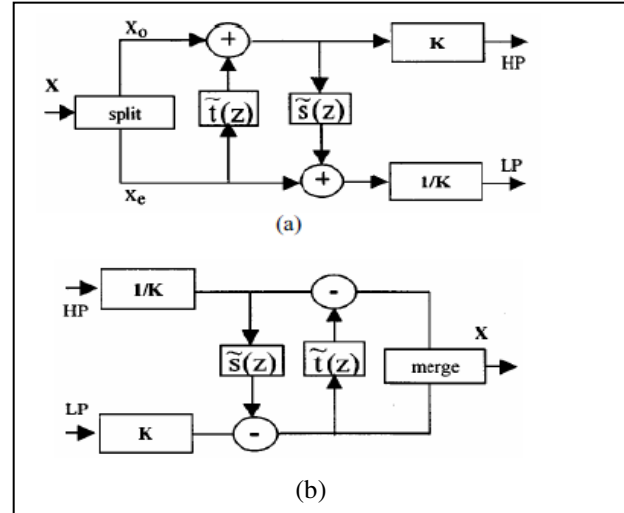 Xo
+
K
HP
X
split
t̃(z)
s̃(z)
xe
+
1/K
LP
(a)
HP
1/K
-
X
s̃(z)
t̃(z)
merge
LP
K
-
(b)